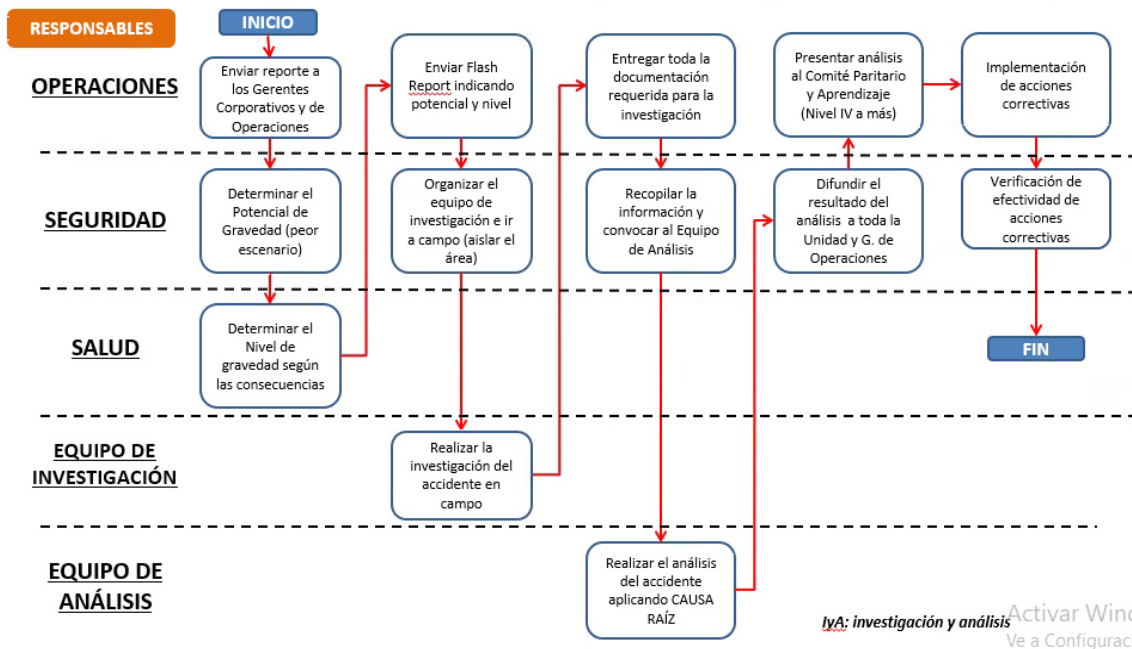 RESPONSABLES
INICIO
OPERACIONES
Enviar reporte a
los Gerentes
Corporativos y de
Operaciones
Enviar Flash
Report indicando
potencial y nivel
Entregar toda la
documentación
requerida para la
investigación
Presentar análisis
al Comité Paritario
y Aprendizaje
(Nivel IV a más)
Implementación
de acciones
correctivas
SEGURIDAD
Determinar el
Potencial de
Gravedad (peor
escenario)
Organizar el
equipo de
investigación e ir
a campo (aislar el
área)
Recopilar la
información y
convocar al Equipo
de Análisis
Difundir el
resultado del
análisis a toda la
Unidad y G. de
Operaciones
Verificación de
efectividad de
acciones
correctivas
SALUD
Determinar el
Nivel de
gravedad según
las consecuencias
FIN
EQUIPO DE
INVESTIGACIÓN
Realizar la
investigación del
accidente en
campo
EQUIPO DE
ANÁLISIS
Realizar el análisis
del accidente
aplicando CAUSA
RAÍZ
IyA: investigación y análisis
Activar Wind
Ve a Configuraci